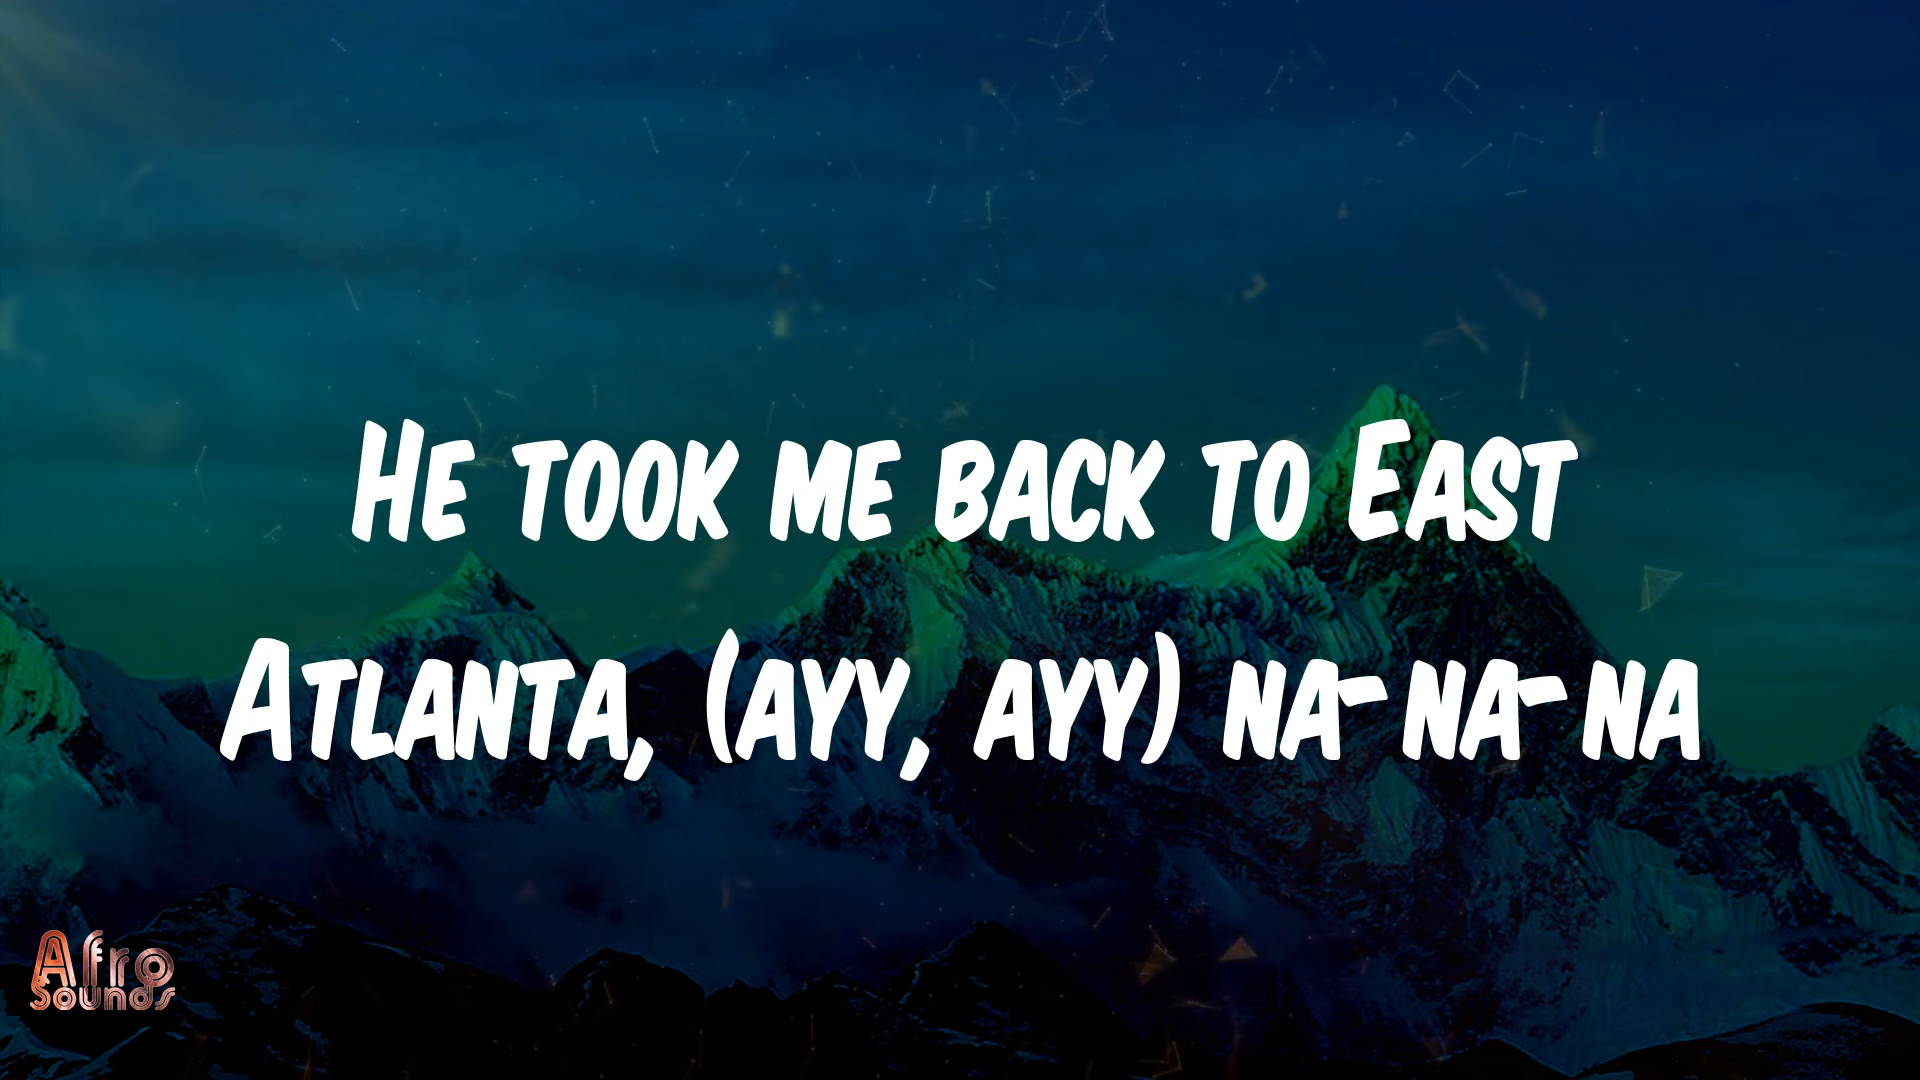 He took me back to East
Atlanta, (ayy, ayy) na-na-na
Afro
Sounds